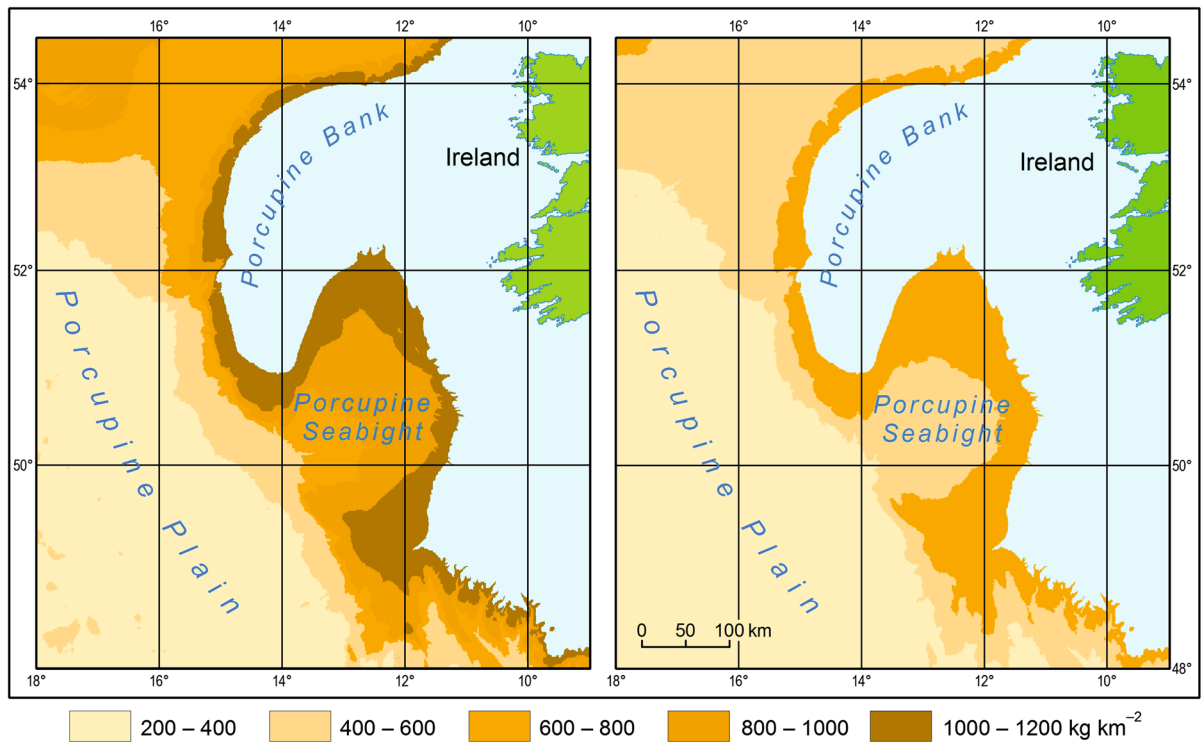 16° 14° 12° 10° 16° 14° 12° 10°
54° 54°
Porcupine Bank
Ireland
Porcupine Bank
Ireland
52° 52°
Porcupine Plain
Porcupine
Seabight
Porcupine Plain
Porcupine
Seabight
50° 50°
0 50 100 km
48°
18° 16° 14° 12° 10° 18° 16° 14° 12° 10°
200 – 400 400 – 600 600 – 800 800 – 1000 1000 – 1200 kg km⁻²